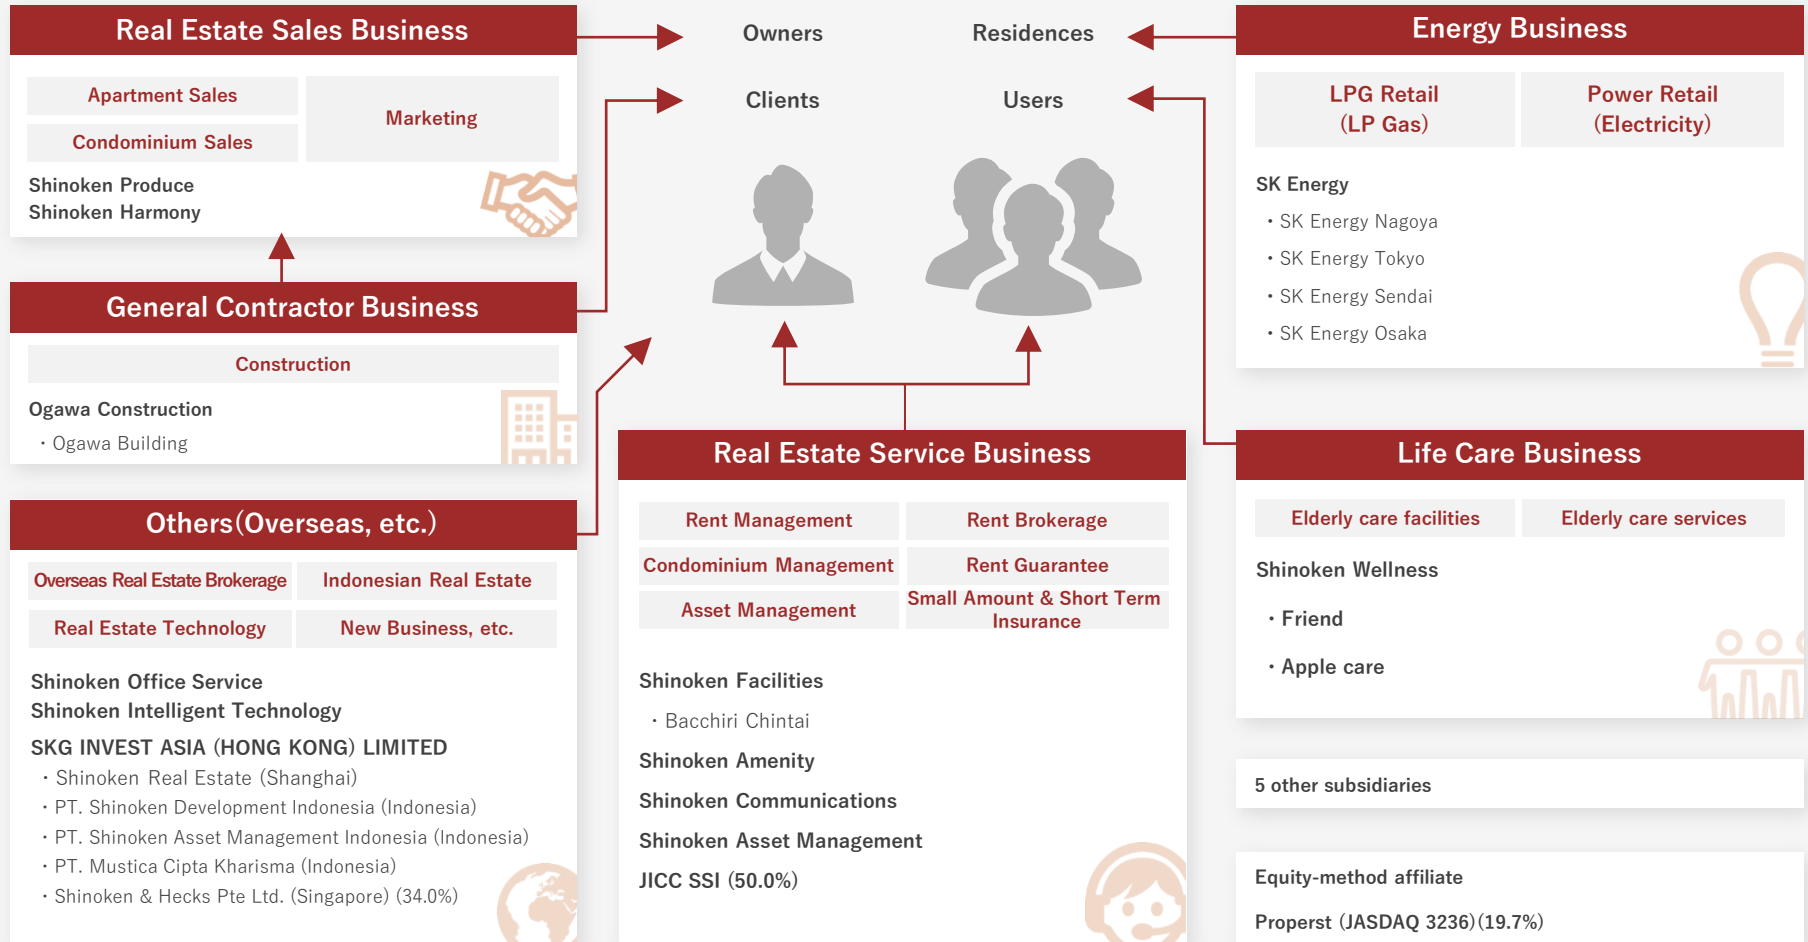 Real Estate Sales Business
Apartment Sales
Condominium Sales
Marketing
Shinoken Produce
Shinoken Harmony
General Contractor Business
Construction
Ogawa Construction
・Ogawa Building
Others(Overseas, etc.)
Overseas Real Estate Brokerage
Indonesian Real Estate
Real Estate Technology
New Business, etc.
Shinoken Office Service
Shinoken Intelligent Technology
SKG INVEST ASIA (HONG KONG) LIMITED
・Shinoken Real Estate (Shanghai)
・PT. Shinoken Development Indonesia (Indonesia)
・PT. Shinoken Asset Management Indonesia (Indonesia)
・PT. Mustica Cipta Kharisma (Indonesia)
・Shinoken & Hecks Pte Ltd. (Singapore) (34.0%)
Owners
Residences
Clients
Users
Real Estate Service Business
Rent Management
Rent Brokerage
Condominium Management
Rent Guarantee
Asset Management
Small Amount & Short Term
Insurance
Shinoken Facilities
・Bacchiri Chintai
Shinoken Amenity
Shinoken Communications
Shinoken Asset Management
JICC SSI (50.0%)
Energy Business
LPG Retail
(LP Gas)
Power Retail
(Electricity)
SK Energy
・SK Energy Nagoya
・SK Energy Tokyo
・SK Energy Sendai
・SK Energy Osaka
Life Care Business
Elderly care facilities
Elderly care services
Shinoken Wellness
・Friend
・Apple care
5 other subsidiaries
Equity-method affiliate
Properst (JASDAQ 3236)(19.7%)